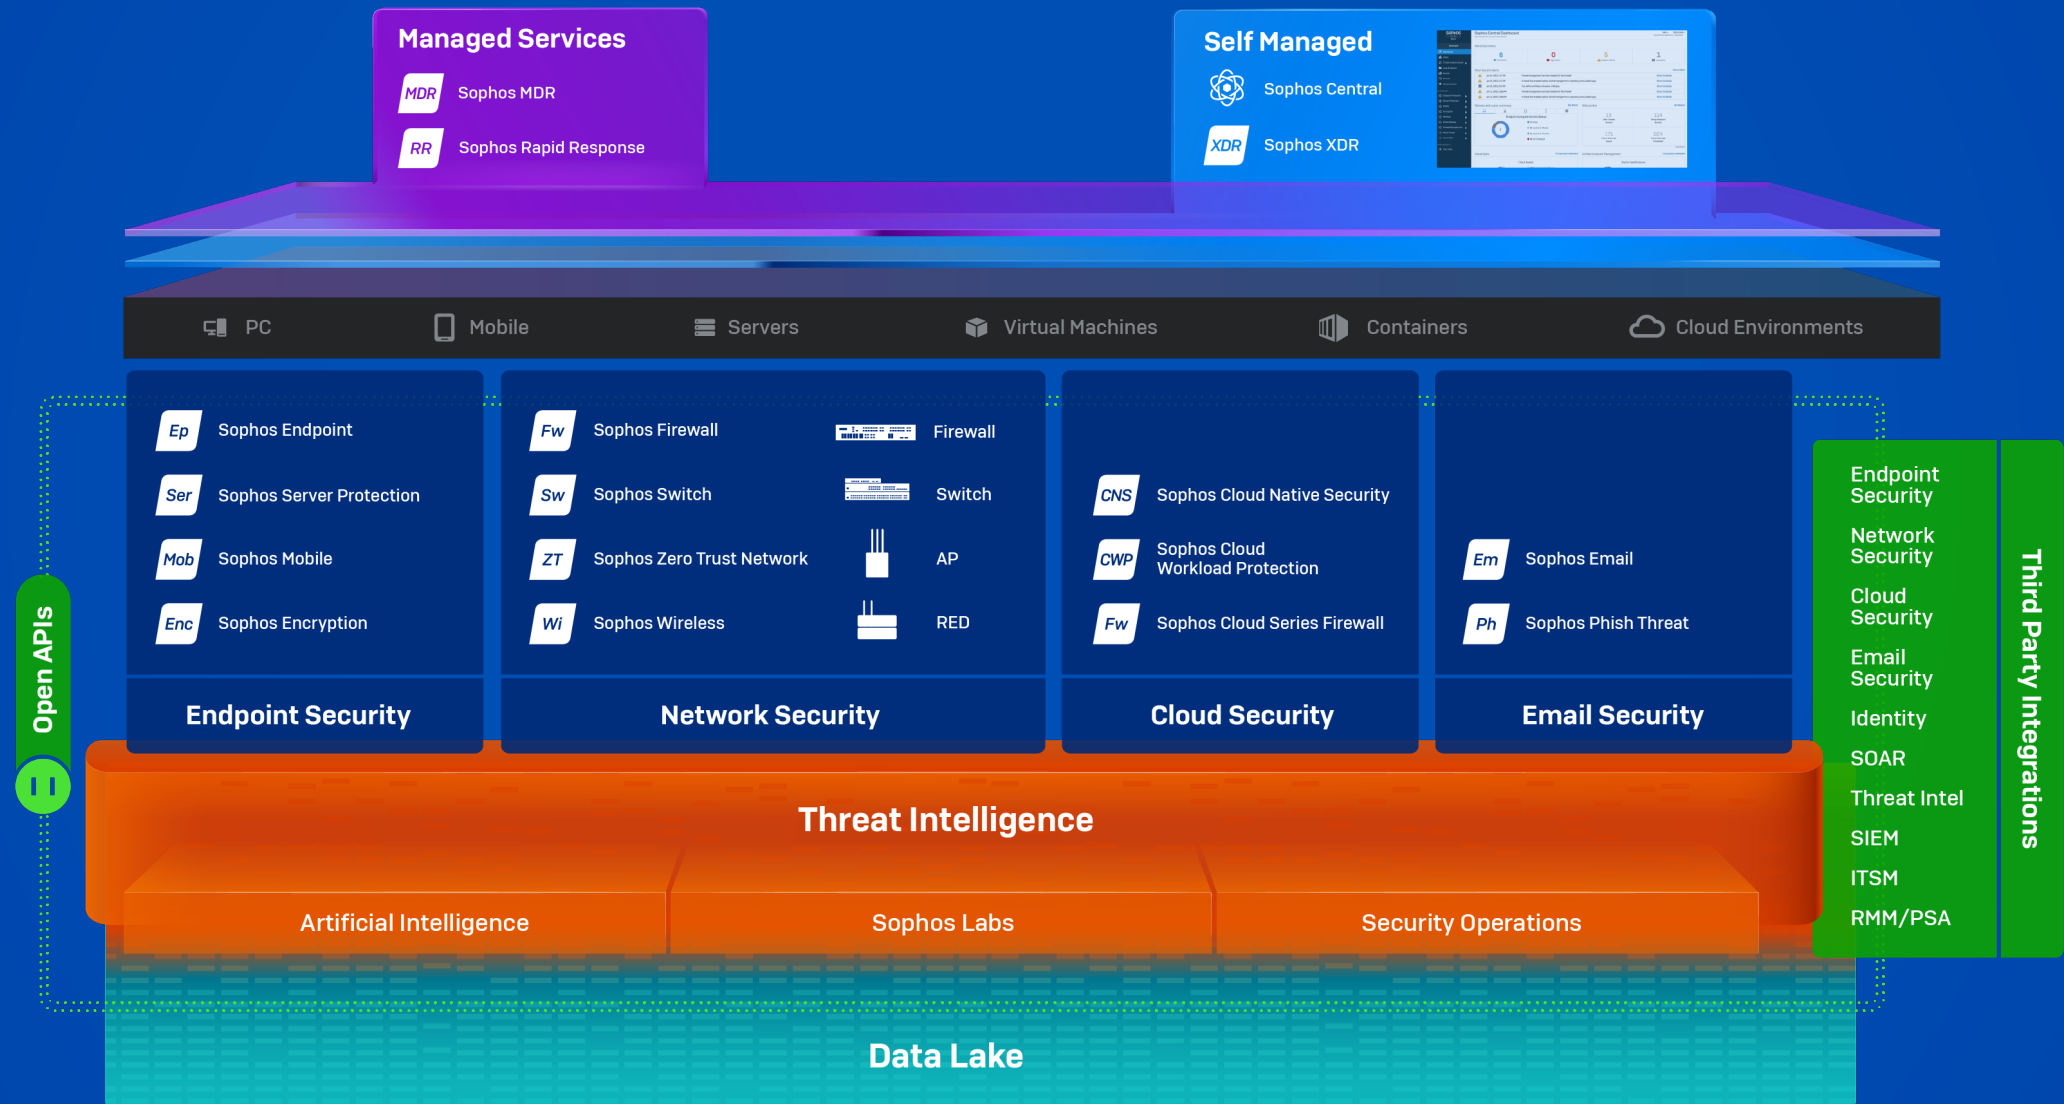 Managed Services
MDR Sophos MDR
RR Sophos Rapid Response
Self Managed
Sophos Central
XDR Sophos XDR
SOPHOS
Sophos Central Dashboard
PC Mobile Servers Virtual Machines Containers Cloud Environments
Ep Sophos Endpoint
Ser Sophos Server Protection
Mob Sophos Mobile
Enc Sophos Encryption
Endpoint Security
Fw Sophos Firewall Firewall
Sw Sophos Switch Switch
ZT Sophos Zero Trust Network AP
Wi Sophos Wireless RED
Network Security
CNS Sophos Cloud Native Security
CWP Sophos Cloud
Workload Protection
Fw Sophos Cloud Series Firewall
Cloud Security
Em Sophos Email
Ph Sophos Phish Threat
Email Security
Open APIs
Endpoint
Security
Network
Security
Cloud
Security
Email
Security
Identity
SOAR
Threat Intel
SIEM
ITSM
RMM/PSA
Third Party Integrations
Threat Intelligence
Artificial Intelligence
Sophos Labs
Security Operations
Data Lake